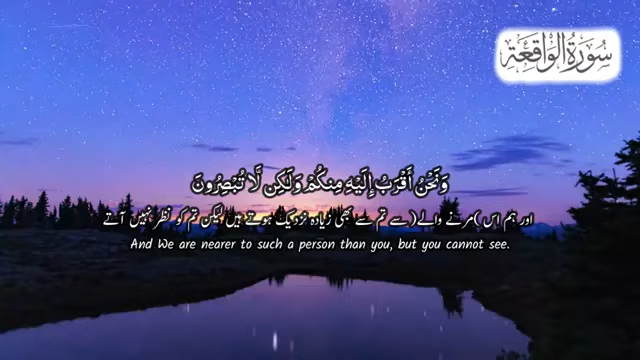 سُورَةُ الْوَاقِعَةِ
وَنَحْنُ أَقْرَبُ إِلَيْهِ مِنكُمْ وَلَٰكِن لَّا تُبْصِرُونَ
اور ہم اس )مرنے والے( سے تم سے بھی زیادہ نزدیک ہوتے ہیں لیکن تم کو نظر نہیں آتے
And We are nearer to such a person than you, but you cannot see.